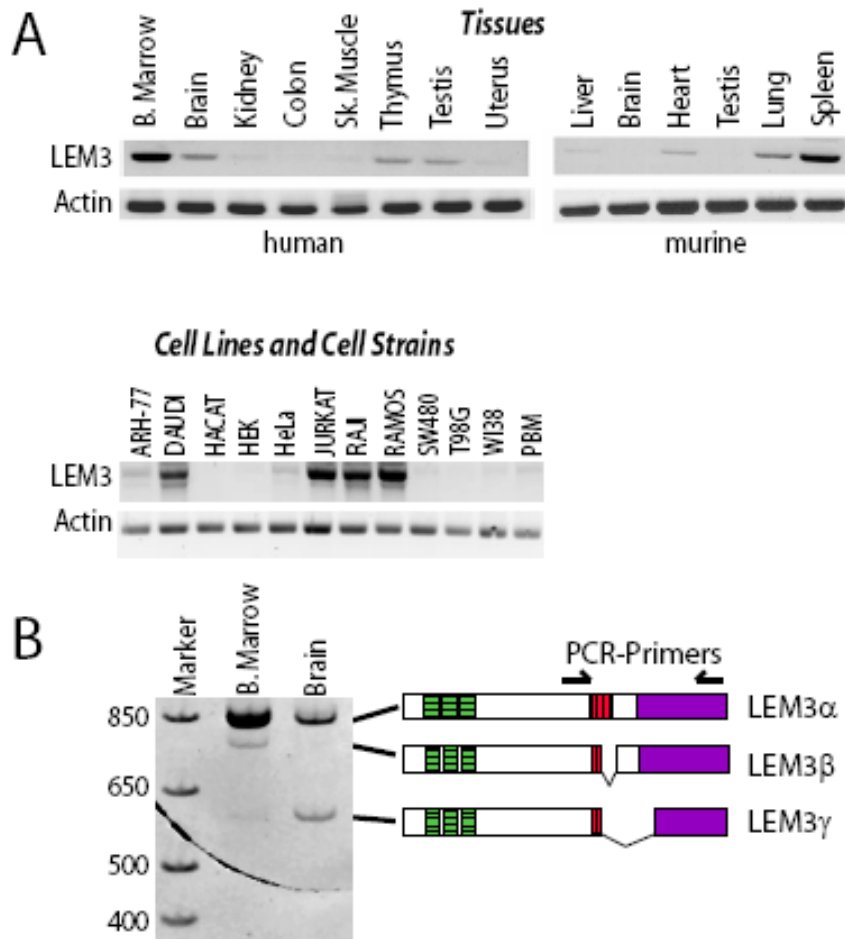 A
Tissues
B. Marrow
Brain
Kidney
Colon
Sk. Muscle
Thymus
Testis
Uterus
Liver
Brain
Heart
Testis
Lung
Spleen
LEM3
Actin
human
murine
Cell Lines and Cell Strains
ARH-77
DAUDI
HACAT
HEK
HeLa
JURKAT
RAJI
RAMOS
SW480
T98G
WI38
PBM
LEM3
Actin
B
Marker
B. Marrow
Brain
PCR-Primers
850
650
500
400
LEM3α
LEM3β
LEM3γ